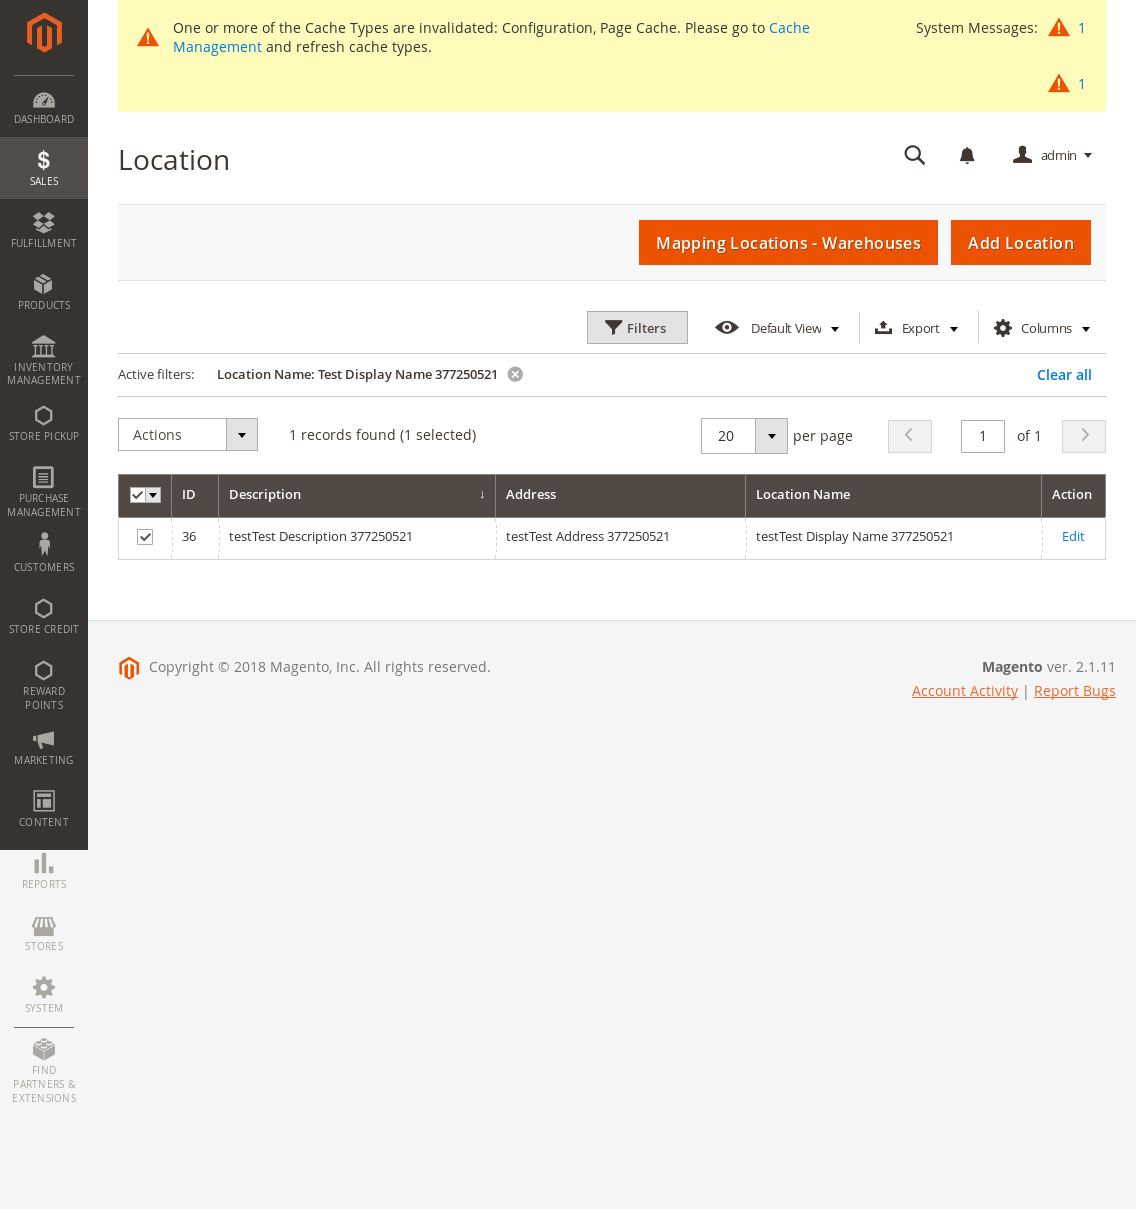 One or more of the Cache Types are invalidated: Configuration, Page Cache. Please go to Cache
Management and refresh cache types.
System Messages: 1
1
DASHBOARD
SALES
FULFILLMENT
PRODUCTS
INVENTORY
MANAGEMENT
STORE PICKUP
PURCHASE
MANAGEMENT
CUSTOMERS
STORE CREDIT
REWARD
POINTS
MARKETING
CONTENT
REPORTS
STORES
SYSTEM
FIND
PARTNERS &
EXTENSIONS
Location
admin
Mapping Locations - Warehouses Add Location
Filters Default View Export Columns
Active filters: Location Name: Test Display Name 377250521 Clear all
Actions 1 records found (1 selected) 20 per page 1 of 1
ID Description ↓ Address Location Name Action
36 testTest Description 377250521 testTest Address 377250521 testTest Display Name 377250521 Edit
Copyright © 2018 Magento, Inc. All rights reserved.
Magento ver. 2.1.11
Account Activity | Report Bugs